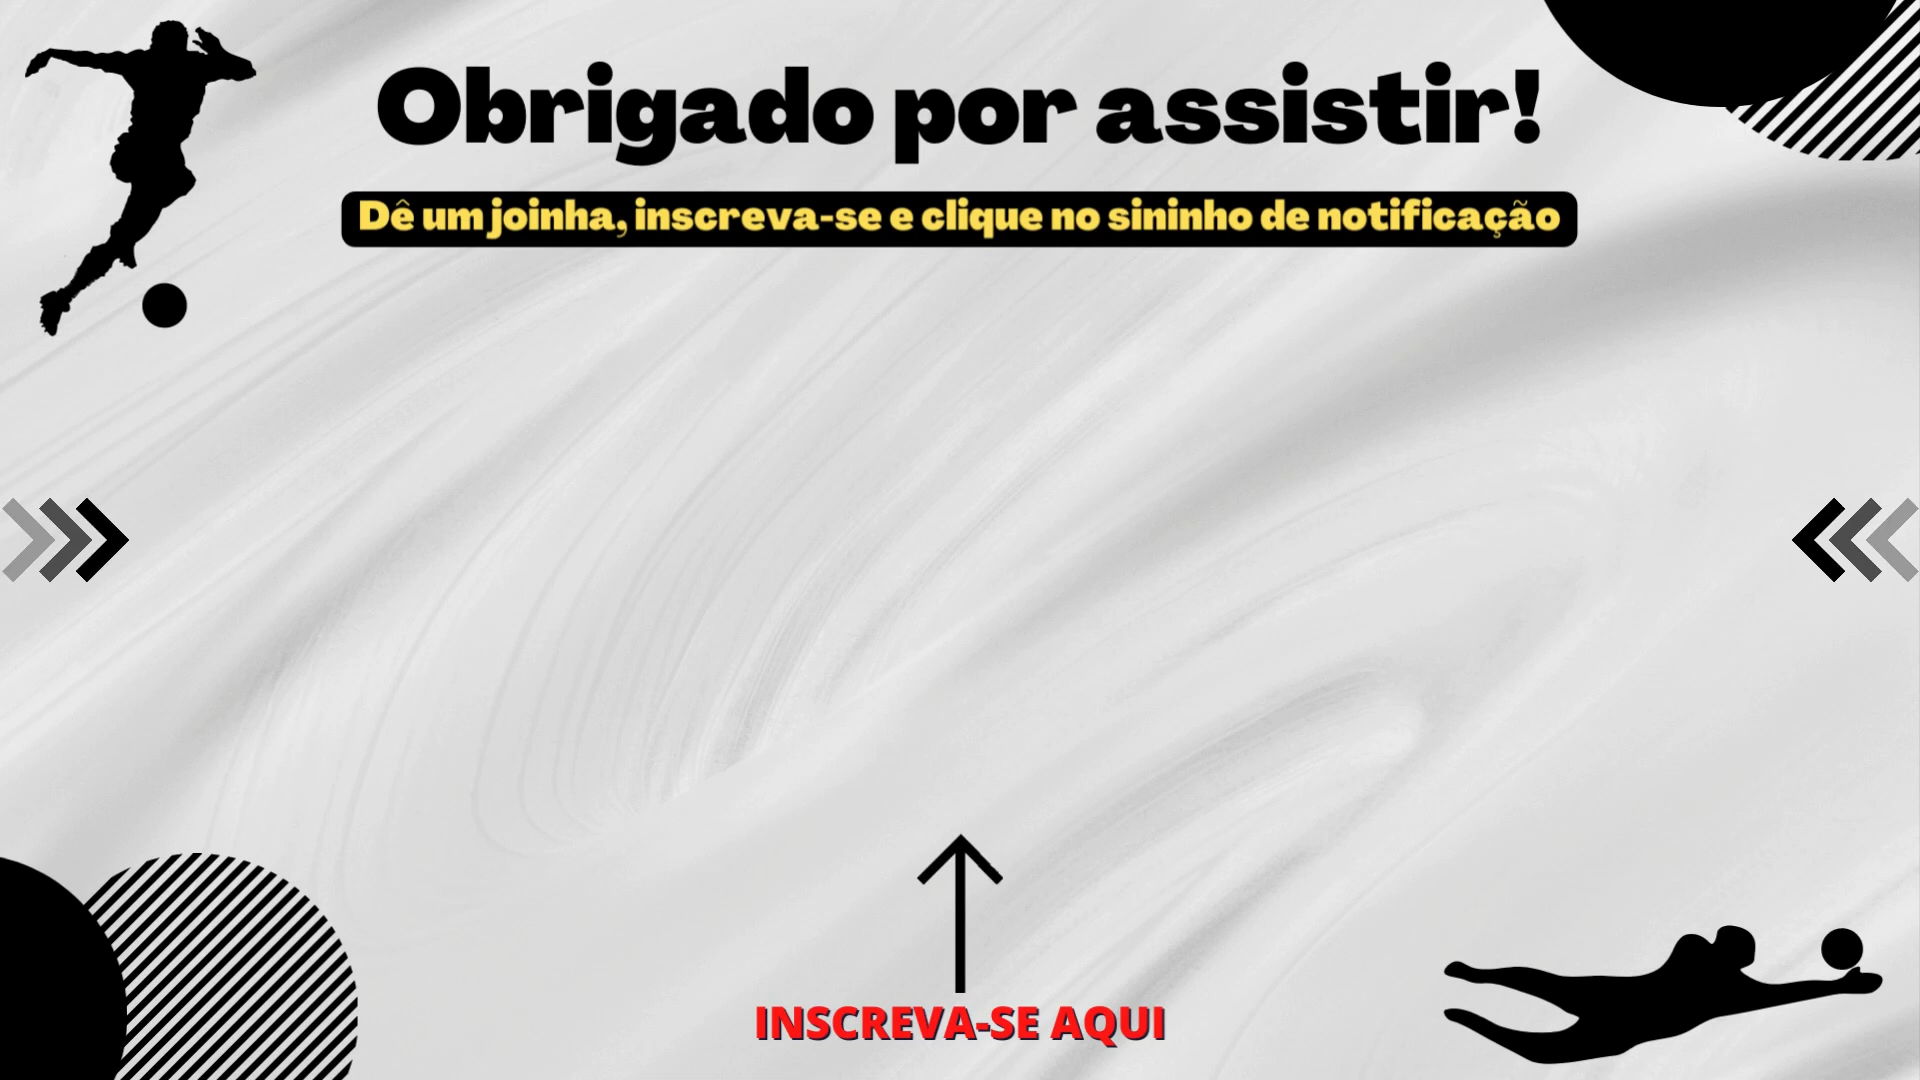 Obrigado por assistir!
Dê um joinha, inscreva-se e clique no sininho de notificação
INSCREVA-SE AQUI